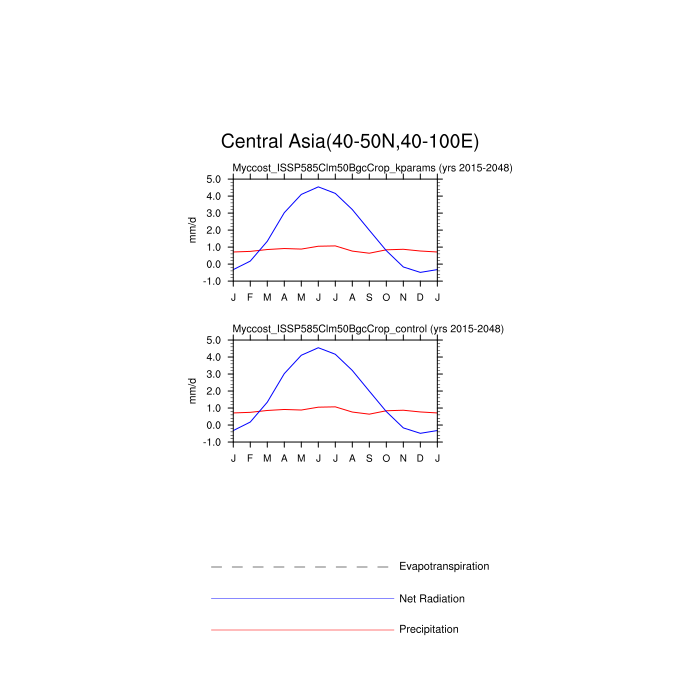 Central Asia(40-50N,40-100E)
Myccost_ISSP585Clm50BgcCrop_kparams (yrs 2015-2048)
5.0
4.0
3.0
2.0
1.0
0.0
-1.0
mm/d
J F M A M J J A S O N D J
Myccost_ISSP585Clm50BgcCrop_control (yrs 2015-2048)
5.0
4.0
3.0
2.0
1.0
0.0
-1.0
mm/d
J F M A M J J A S O N D J
Evapotranspiration
Net Radiation
Precipitation